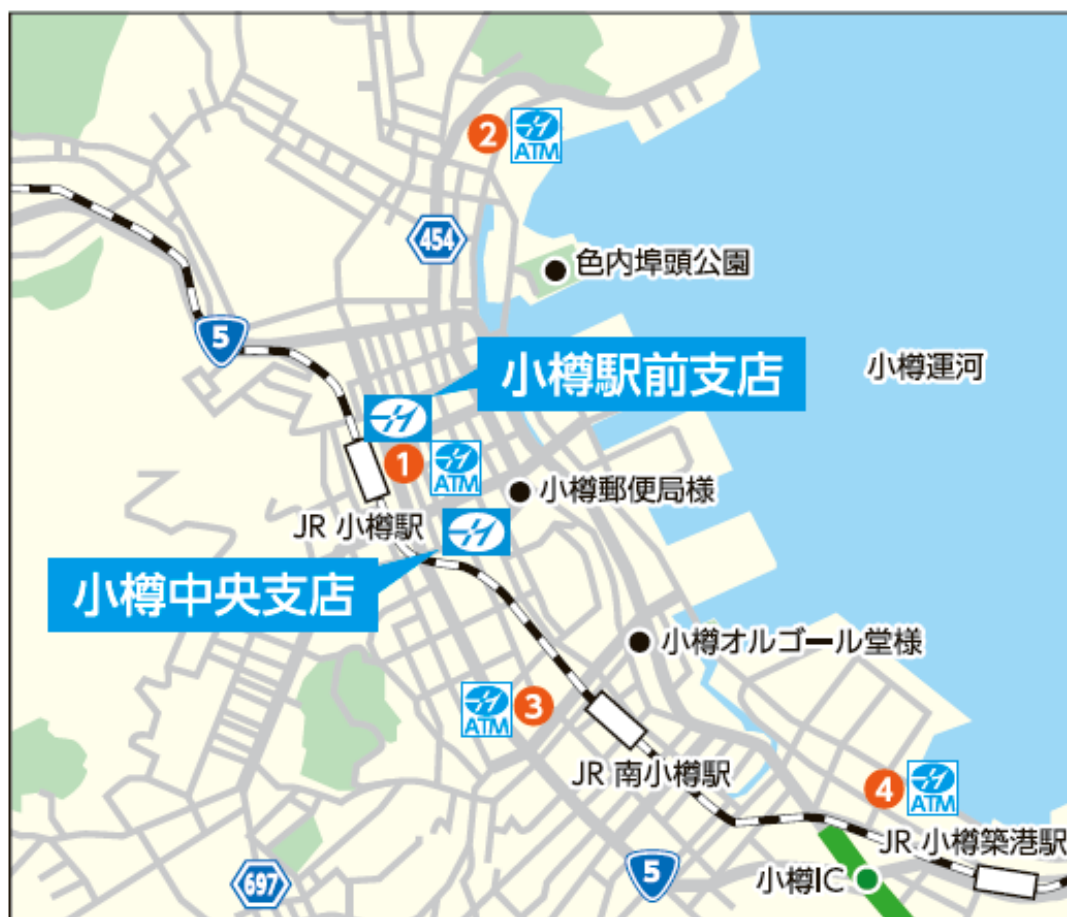 2
ATM
454
色内埠頭公園
5
小樽駅前支店
小樽運河
1
ATM
小樽郵便局様
JR 小樽駅
小樽中央支店
小樽オルゴール堂様
ATM
3
JR 南小樽駅
4
ATM
JR 小樽築港駅
697
5
小樽IC